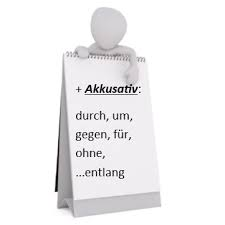 + Akkusativ:
durch, um,
gegen, für,
ohne,
...entlang